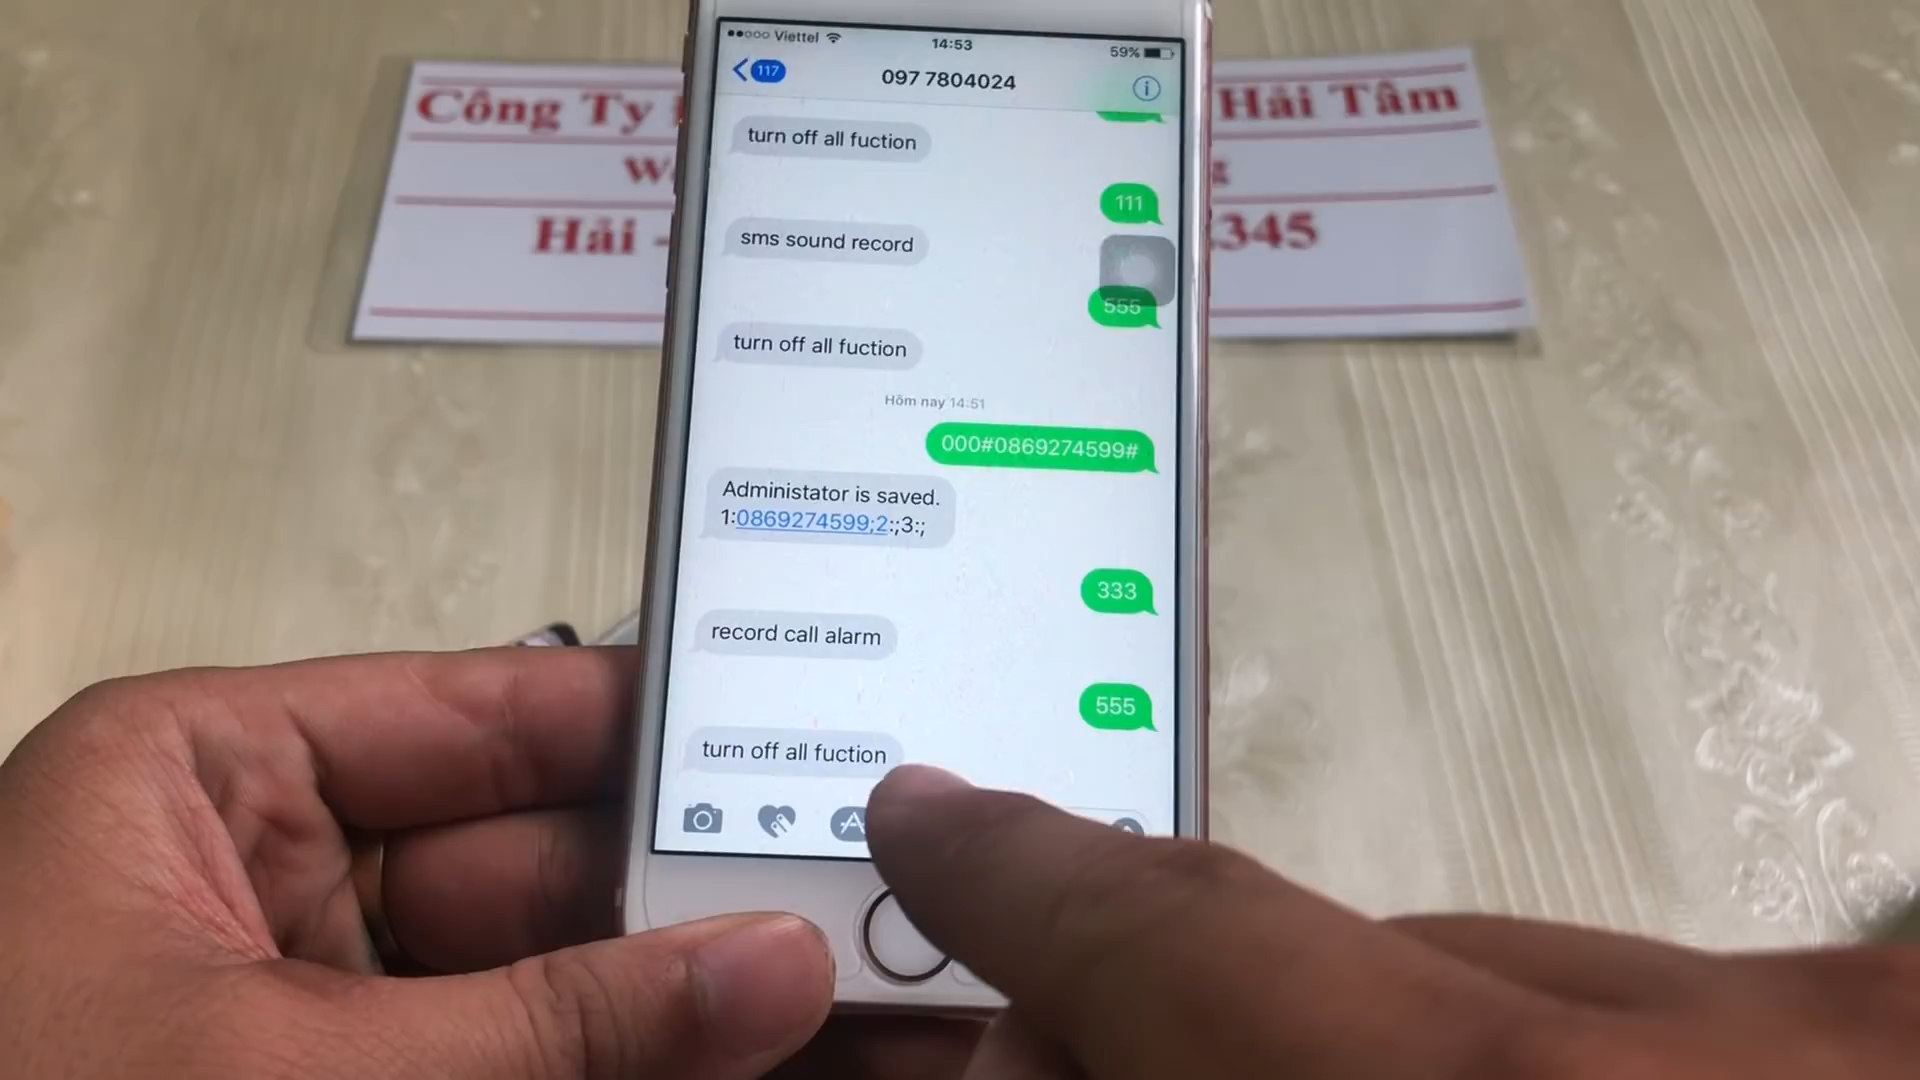 Viettel
14:53
59%
117
097 7804024
turn off all fuction
111
sms sound record
555
turn off all fuction
Hôm nay 14:51
000#0869274599#
Administator is saved.
1:0869274599;2:;3:;
333
record call alarm
555
turn off all fuction
Công Ty
Hải Tâm
Hải -
345